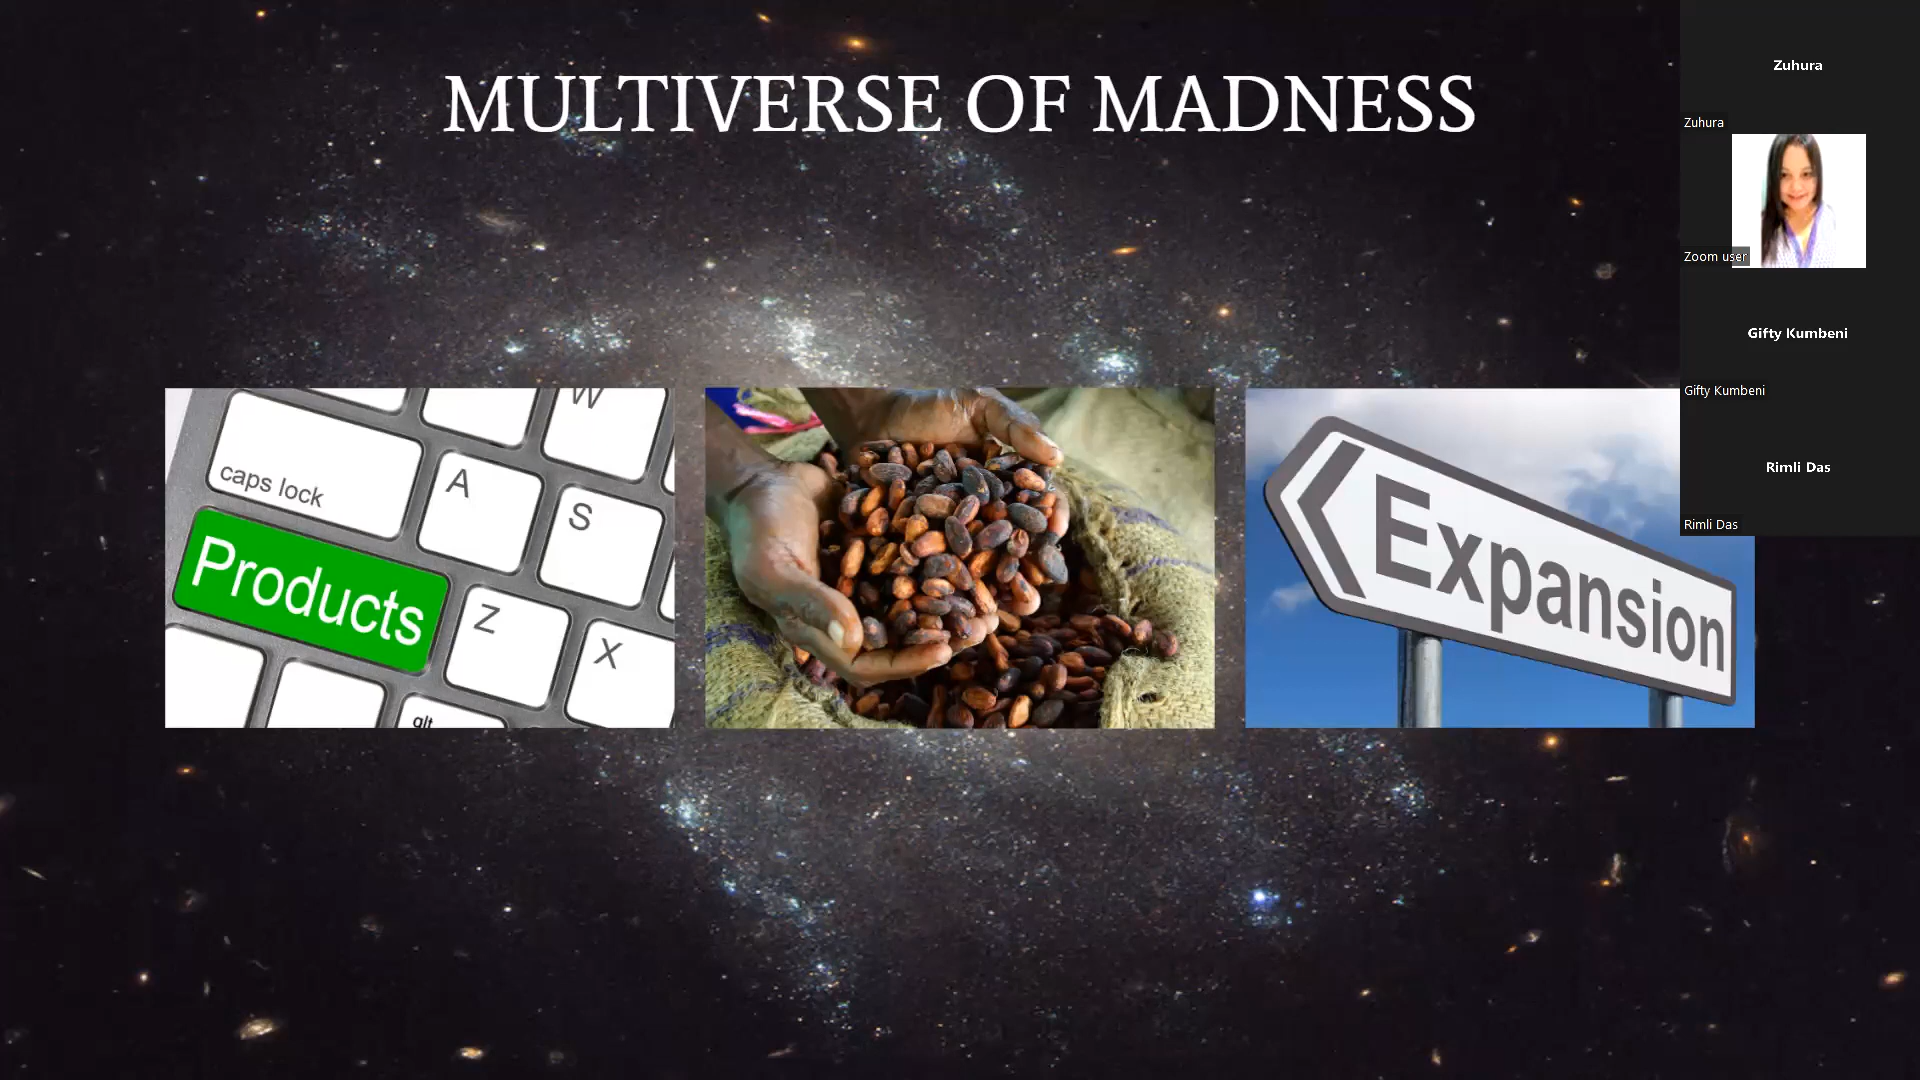 MULTIVERSE OF MADNESS
W
caps lock
A
S
Products
Z
X
alt
Expansion
Zuhura
Zuhura
Zoom user
Gifty Kumbeni
Gifty Kumbeni
Rimli Das
Rimli Das